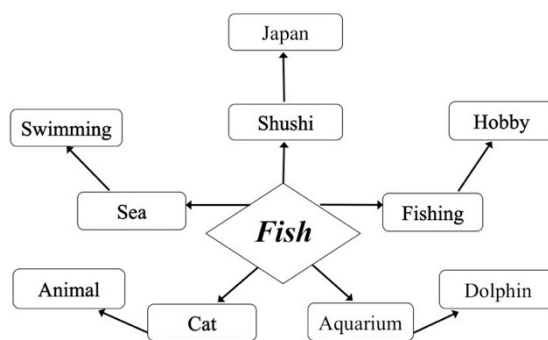 Japan
Shushi
Swimming
Hobby
Sea
Fishing
Fish
Animal
Cat
Aquarium
Dolphin